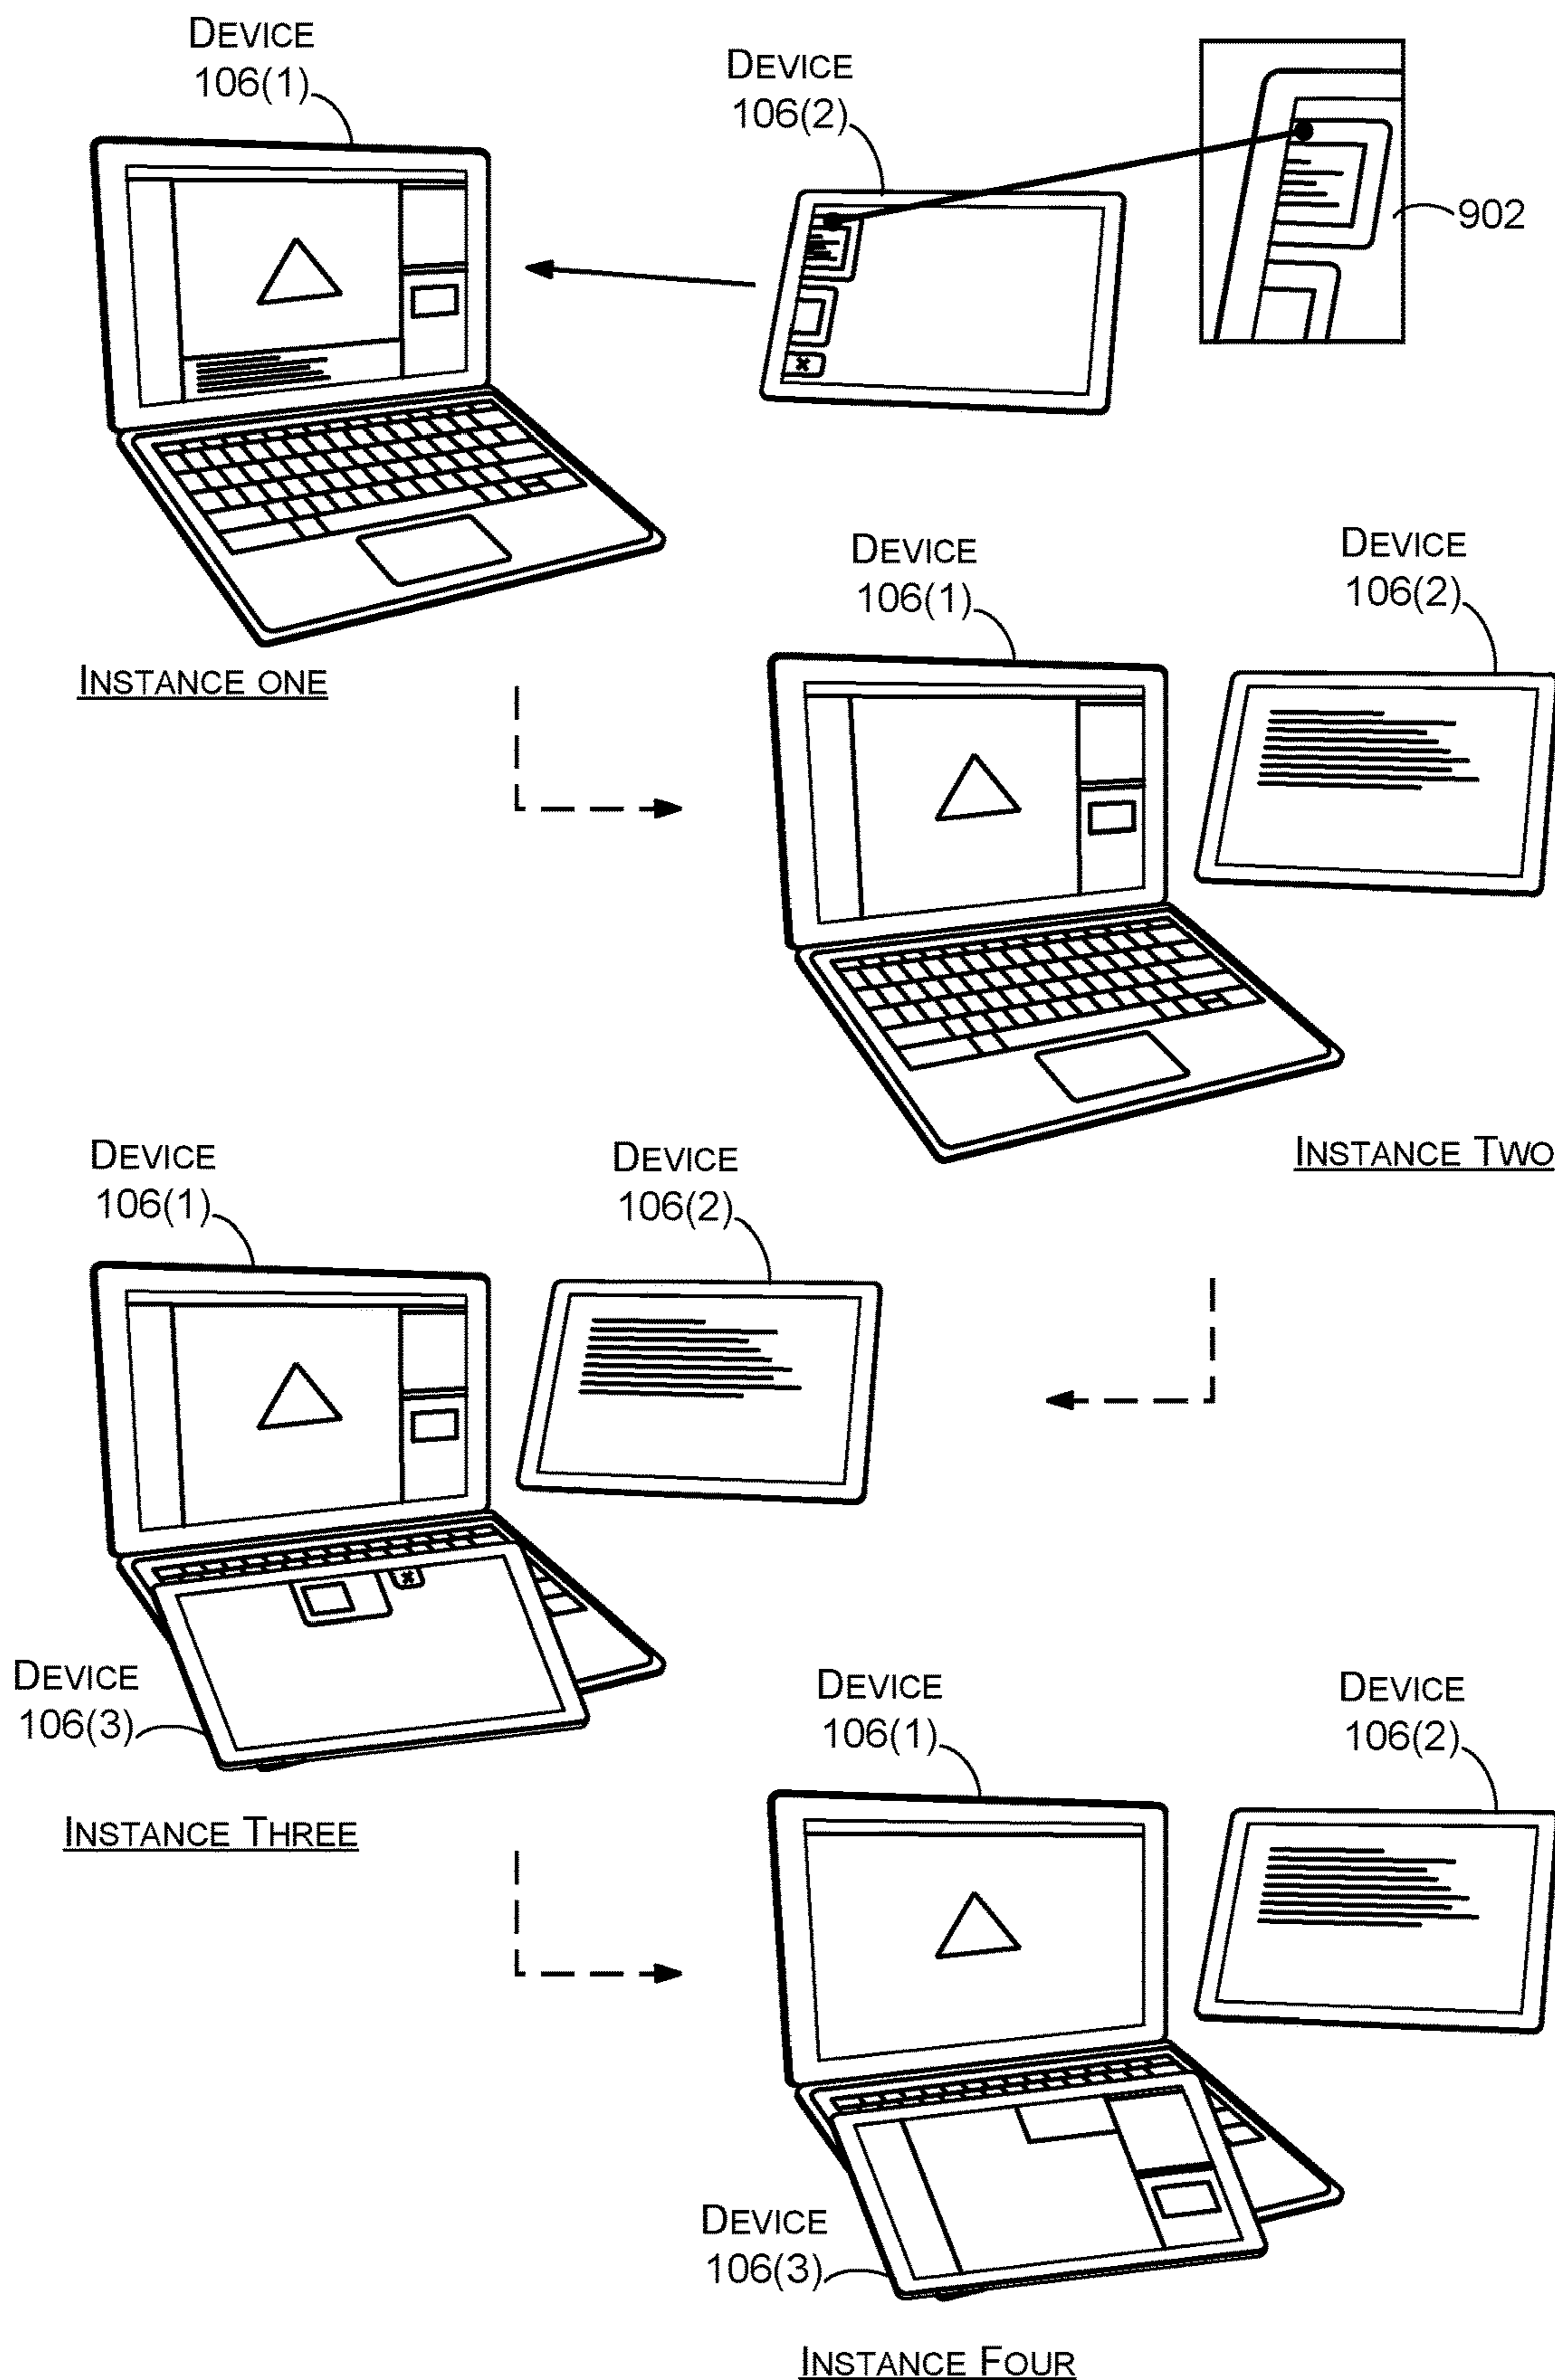 DEVICE
106(1)
DEVICE
106(2)
902
INSTANCE ONE
DEVICE
106(1)
DEVICE
106(2)
INSTANCE TWO
DEVICE
106(1)
DEVICE
106(2)
DEVICE
106(3)
INSTANCE THREE
DEVICE
106(1)
DEVICE
106(2)
DEVICE
106(3)
INSTANCE FOUR